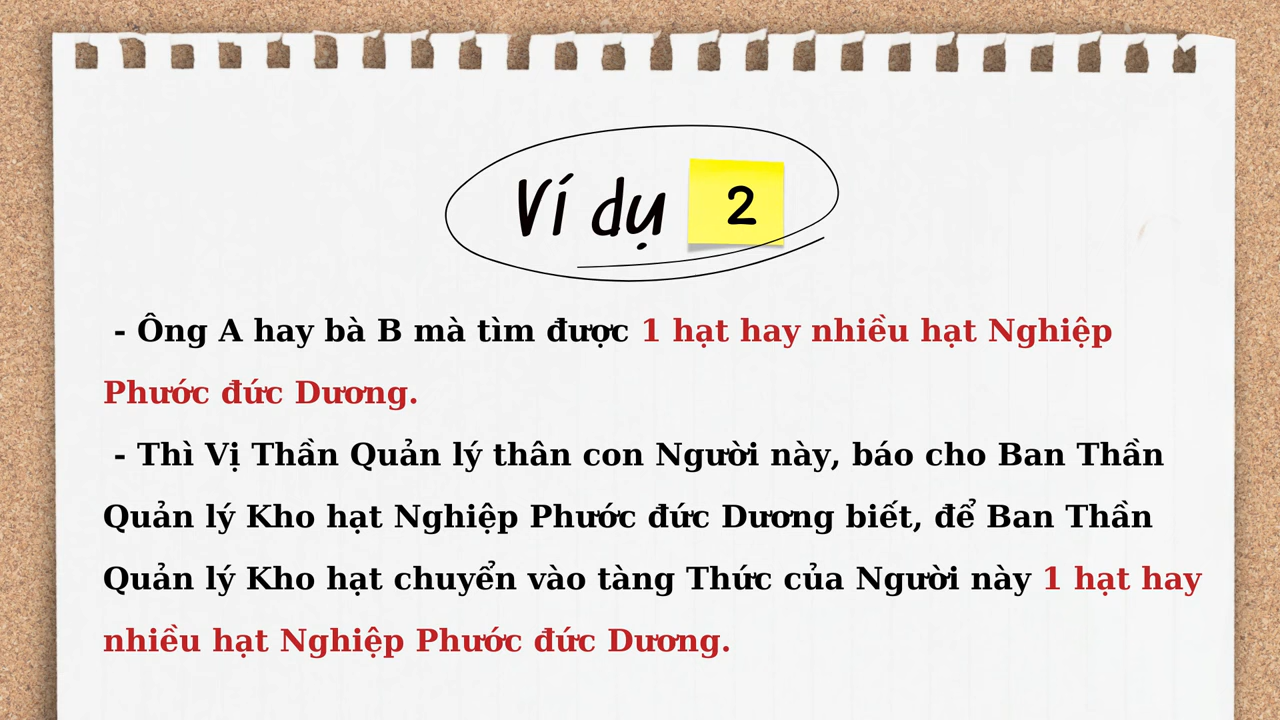 Ví dụ 2
- Ông A hay bà B mà tìm được 1 hạt hay nhiều hạt Nghiệp
Phước đức Dương.
- Thì Vị Thần Quản lý thân con Người này, báo cho Ban Thần
Quản lý Kho hạt Nghiệp Phước đức Dương biết, để Ban Thần
Quản lý Kho hạt chuyển vào tàng Thức của Người này 1 hạt hay
nhiều hạt Nghiệp Phước đức Dương.